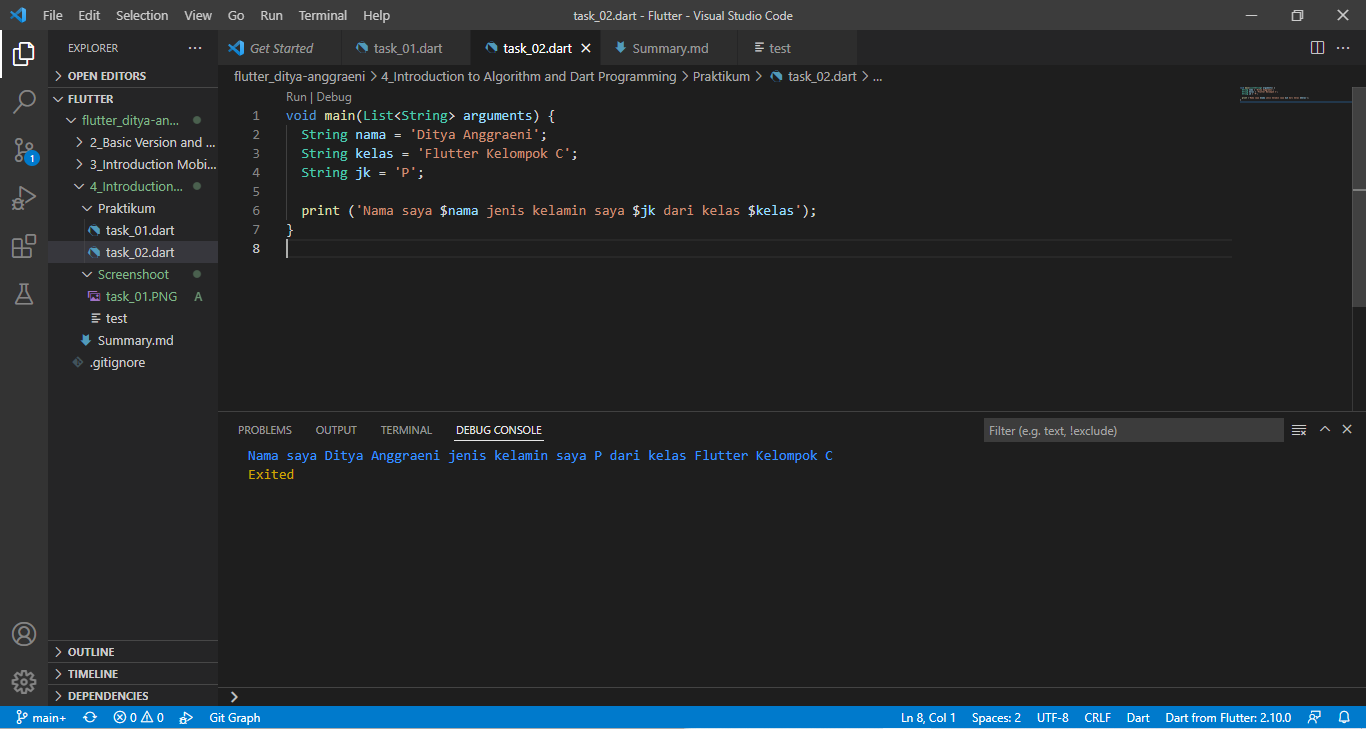 File Edit Selection View Go Run Terminal Help task_02.dart - Flutter - Visual Studio Code
EXPLORER ···
Get Started task_01.dart task_02.dart Summary.md test
OPEN EDITORS
flutter_ditya-anggraeni > 4_Introduction to Algorithm and Dart Programming > Praktikum > task_02.dart > ...
FLUTTER
flutter_ditya-an...
2_Basic Version and ...
3_Introduction Mobi...
4_Introduction...
Praktikum
task_01.dart
task_02.dart
Screenshoot
task_01.PNG A
test
Summary.md
.gitignore
1
OUTLINE
TIMELINE
DEPENDENCIES
Run | Debug
1 void main(List<String> arguments) {
2 String nama = 'Ditya Anggraeni';
3 String kelas = 'Flutter Kelompok C';
4 String jk = 'P';
5
6 print ('Nama saya $nama jenis kelamin saya $jk dari kelas $kelas');
7 }
8
PROBLEMS OUTPUT TERMINAL DEBUG CONSOLE Filter (e.g. text, !exclude)
Nama saya Ditya Anggraeni jenis kelamin saya P dari kelas Flutter Kelompok C
Exited
main+ 0 0 Git Graph Ln 8, Col 1 Spaces: 2 UTF-8 CRLF Dart Dart from Flutter: 2.10.0